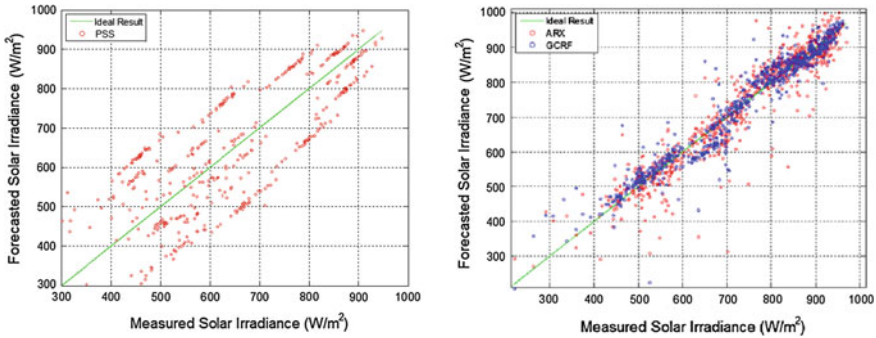 Ideal Result
PSS
1000
900
800
700
600
500
400
300
300 400 500 600 700 800 900 1000
Forecasted Solar Irradiance (W/m²)
Measured Solar Irradiance (W/m²)
Ideal Result
ARX
GCRF
1000
900
800
700
600
500
400
300
300 400 500 600 700 800 900 1000
Forecasted Solar Irradiance (W/m²)
Measured Solar Irradiance (W/m²)